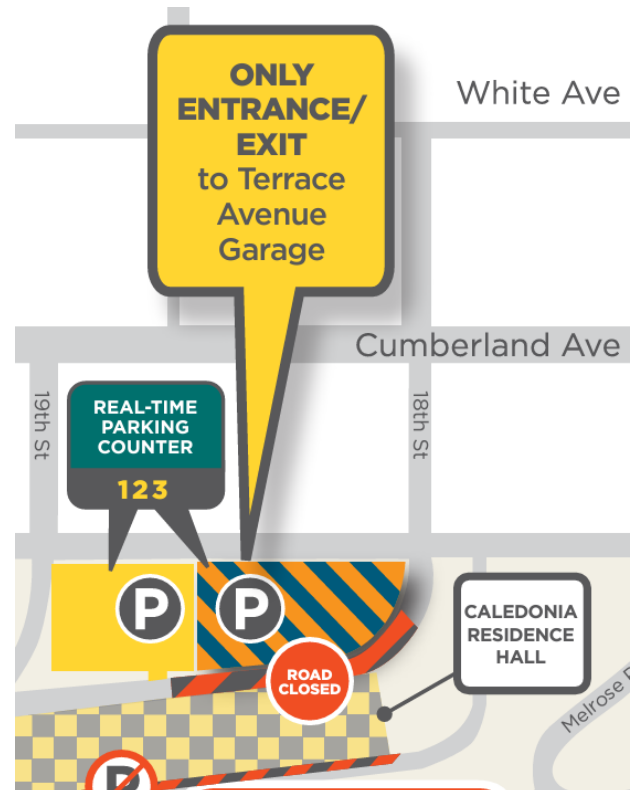 ONLY
ENTRANCE/
EXIT
to Terrace
Avenue
Garage
White Ave
Cumberland Ave
19th St
REAL-TIME
PARKING
COUNTER
123
18th St
P
P
CALEDONIA
RESIDENCE
HALL
ROAD
CLOSED
Melrose
P